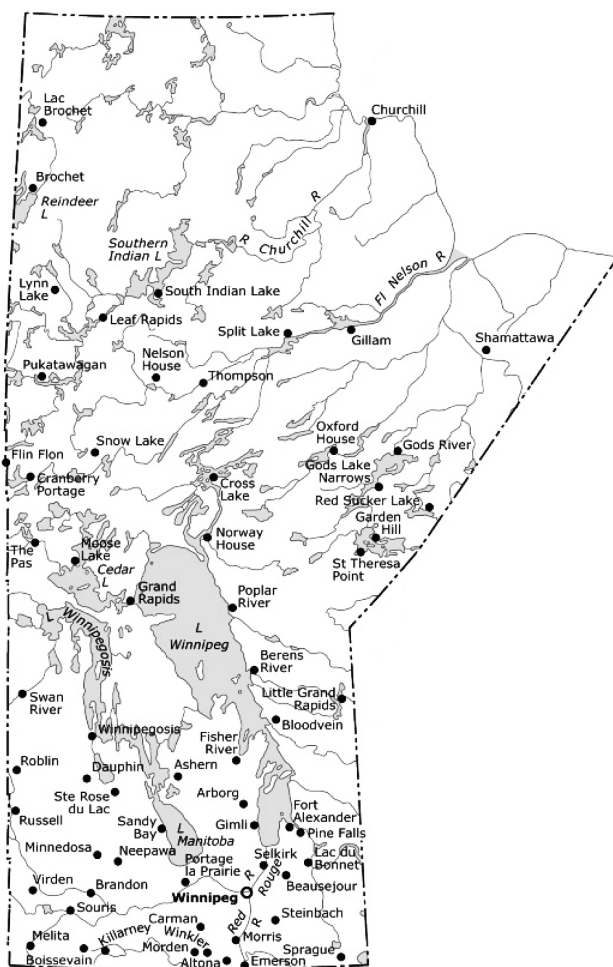 Lac
Brochet
Churchill
Brochet
Reindeer
L
R Churchill R
Southern
Indian L
Fl Nelson R
Lynn
Lake
South Indian Lake
Leaf Rapids
Split Lake
Gillam
Shamattawa
Pukatawagan
Nelson
House
Thompson
Flin Flon
Snow Lake
Oxford
House
Gods River
Gods Lake
Narrows
Cranberry
Portage
Cross
Lake
Red Sucker Lake
Garden
Hill
The
Pas
Moose
Lake
Norway
House
St Theresa
Point
Cedar
L
Grand
Rapids
Poplar
River
L Winnipegosis
L
Winnipeg
Berens
River
Swan
River
Little Grand
Rapids
Bloodvein
Winnipegosis
Fisher
River
Roblin
Dauphin
Ashern
Ste Rose
du Lac
Arborg
Fort
Alexander
Russell
Sandy
Bay
L
Manitoba
Gimli
Pine Falls
Minnedosa
Neepawa
Portage
la Prairie
Selkirk
Lac du
Bonnet
Virden
Brandon
Winnipeg
R Rouge
Beausejour
Souris
Carman
Red R
Steinbach
Melita
Killarney
Winkler
Morris
Boissevain
Morden
Altona
Emerson
Sprague